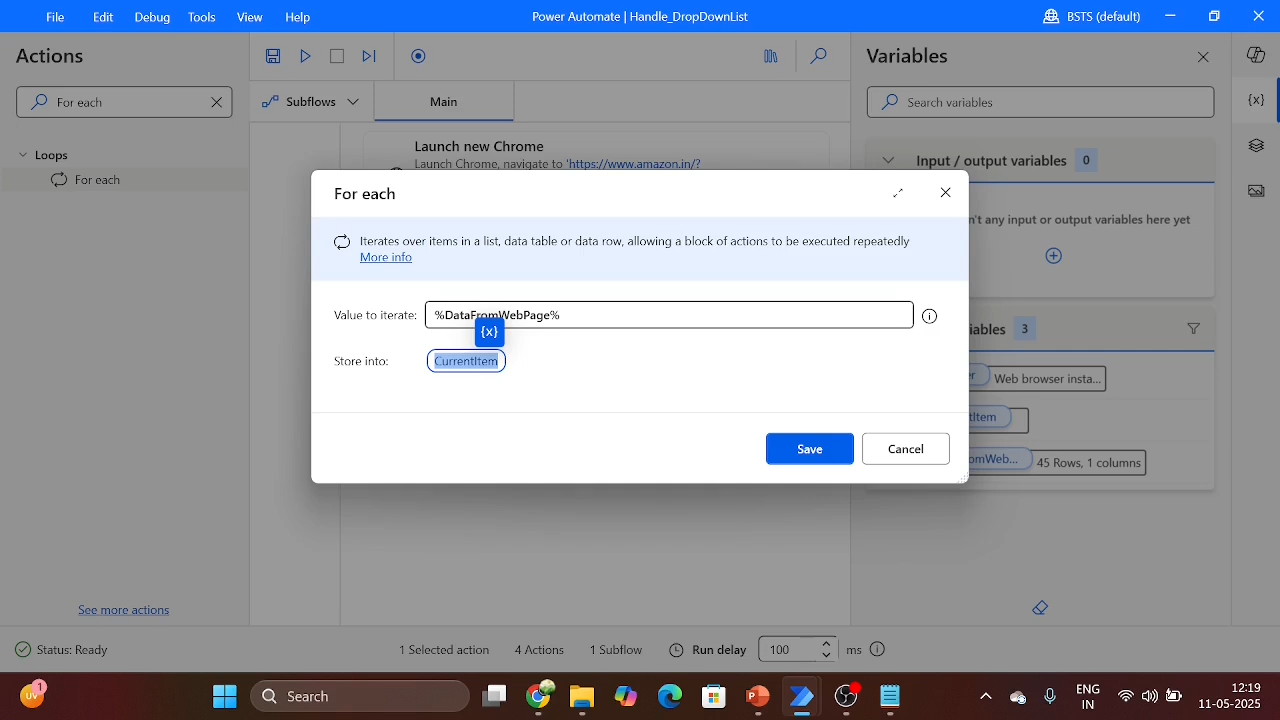 File Edit Debug Tools View Help
Power Automate | Handle_DropDownList
BSTS (default)
Actions
For each
Loops
For each
See more actions
Subflows
Main
Launch new Chrome
Launch Chrome, navigate to 'https://www.amazon.in/?
For each
Iterates over items in a list, data table or data row, allowing a block of actions to be executed repeatedly
More info
Value to iterate: %DataFromWebPage%
{x}
Store into: CurrentItem
Save Cancel
Variables
Search variables
{x}
Input / output variables 0
n't any input or output variables here yet
iables 3
er Web browser insta...
tItem
omWeb... 45 Rows, 1 columns
Status: Ready
1 Selected action 4 Actions 1 Subflow Run delay 100 ms
1
UV
Search
ENG
IN
12:19
11-05-2025